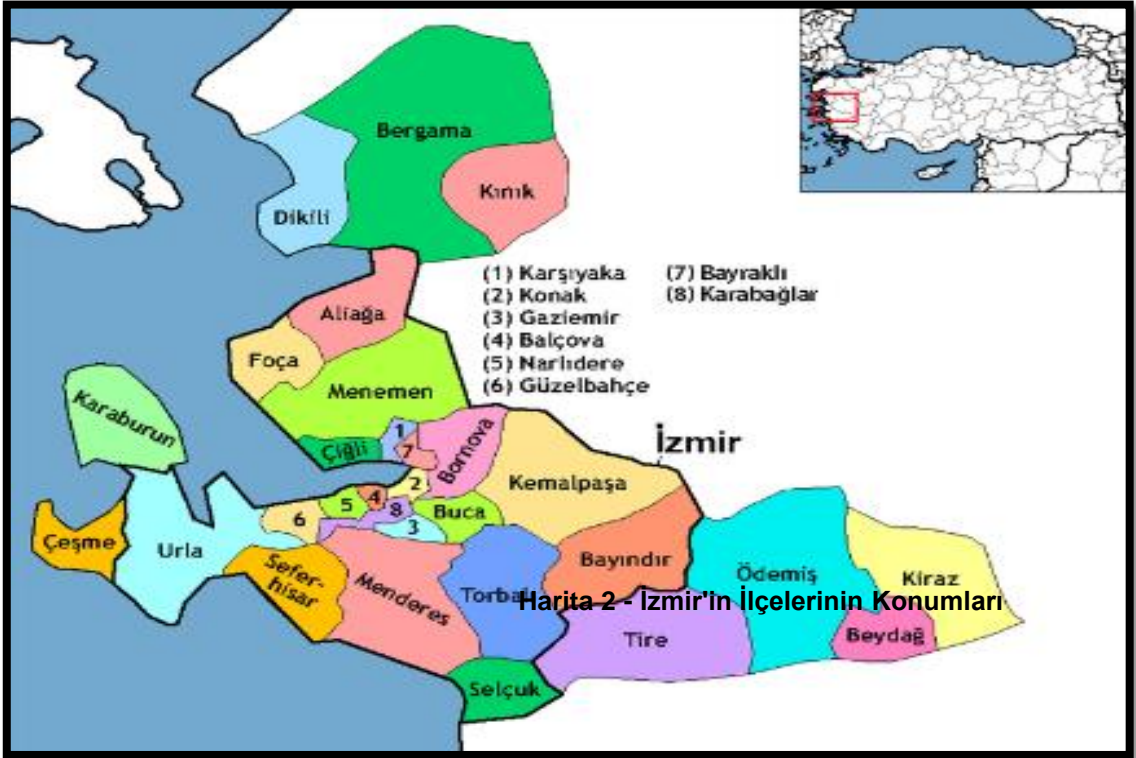 Bergama
Kınık
Dikili
(1) Karşıyaka
(2) Konak
(3) Gaziemir
(4) Balçova
(5) Narlıdere
(6) Güzelbahçe
(7) Bayraklı
(8) Karabağlar
Aliağa
Foça
Menemen
Karaburun
Çiğli
1
7
Bornova
İzmir
2
Kemalpaşa
6
5
4
8
3
Buca
Çeşme
Urla
Sefer-
hisar
Menderes
Torbalı
Bayındır
Ödemiş
Kiraz
Harita 2 - İzmir'in İlçelerinin Konumları
Tire
Beydağ
Selçuk